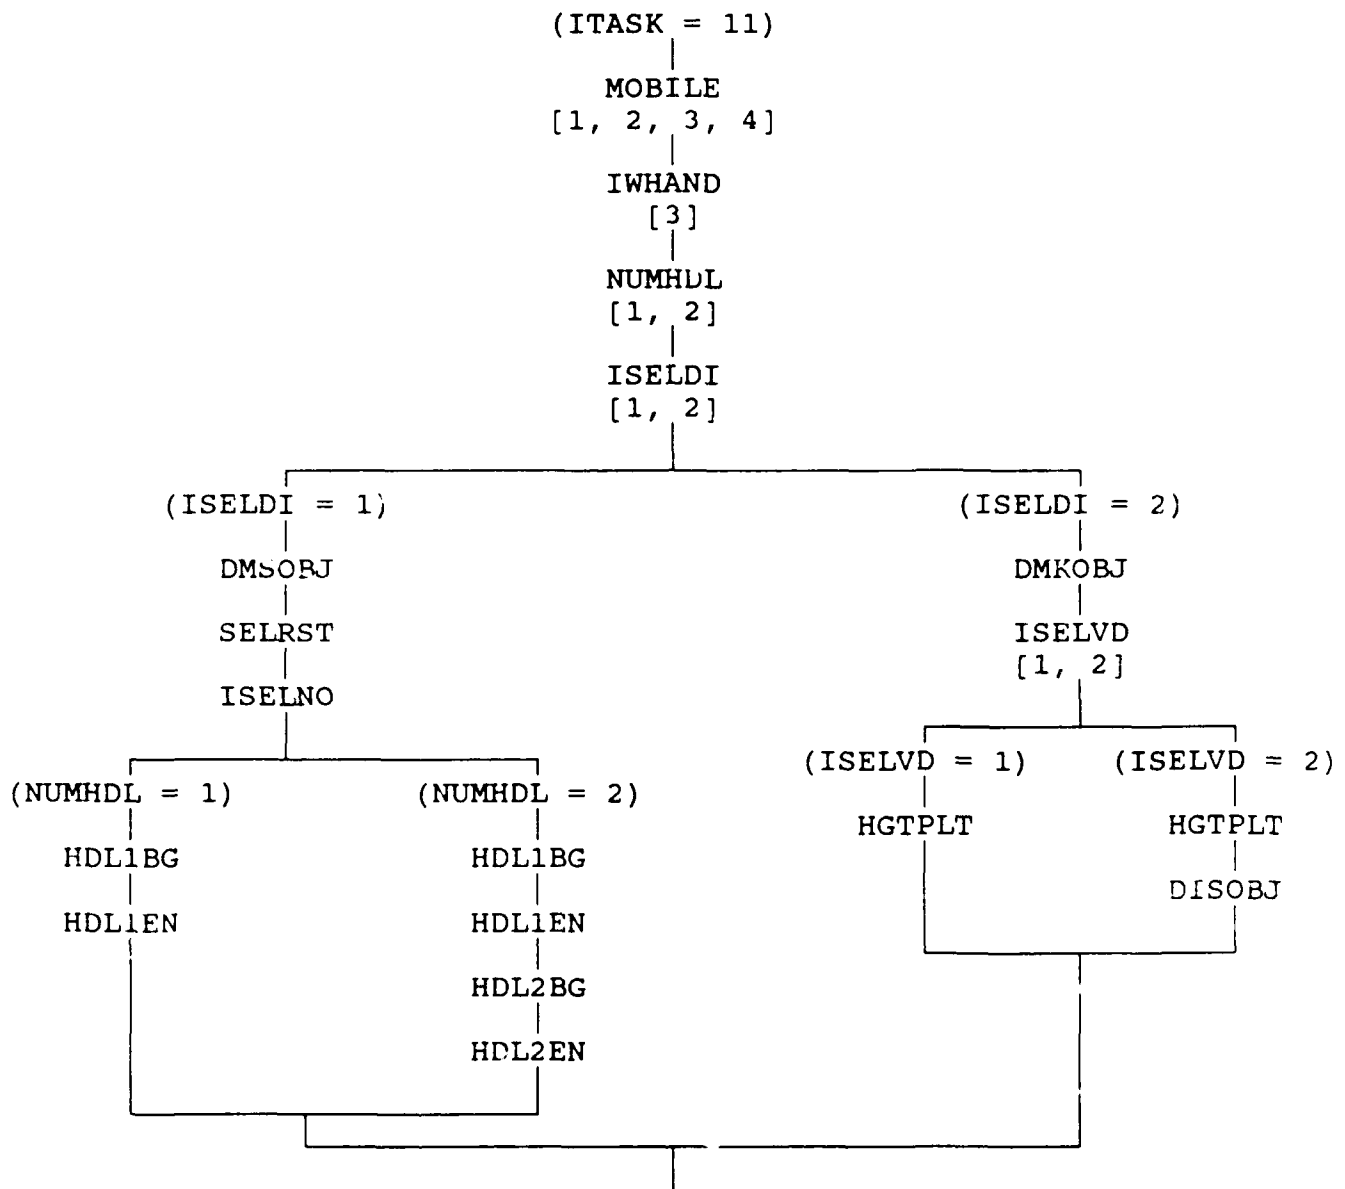 (ITASK = 11)
MOBILE
[1, 2, 3, 4]
IWHAND
[3]
NUMHDL
[1, 2]
ISELDI
[1, 2]
(ISELDI = 1)
(ISELDI = 2)
DMSOBJ
DMKOBJ
SELRST
ISELVD
[1, 2]
ISELNO
(NUMHDL = 1)
(NUMHDL = 2)
(ISELVD = 1)
(ISELVD = 2)
HDL1BG
HDL1EN
HDL1BG
HDL1EN
HDL2BG
HDL2EN
HGTPLT
HGTPLT
DISOBJ